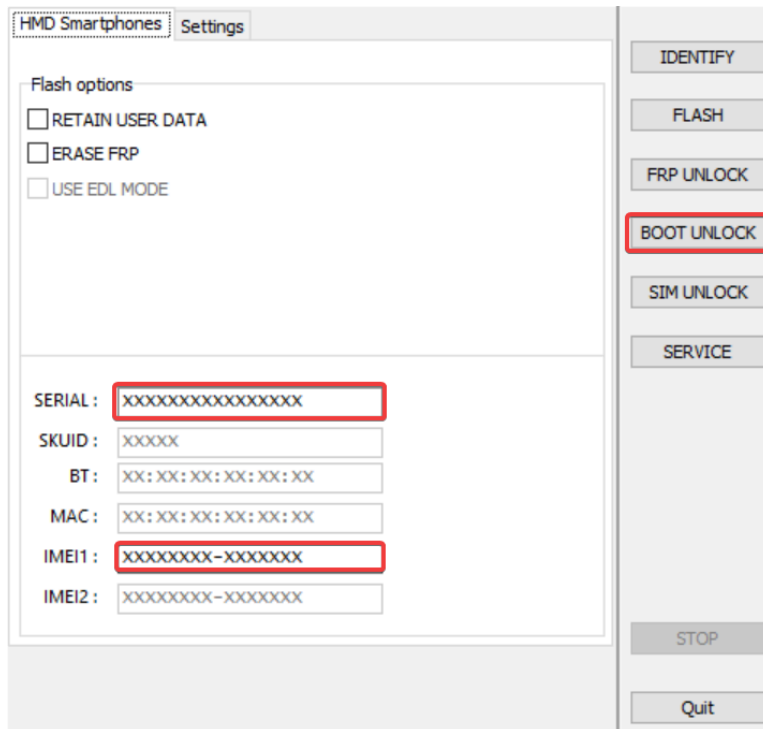 HMD Smartphones
Settings
Flash options
RETAIN USER DATA
ERASE FRP
USE EDL MODE
SERIAL : XXXXXXXXXXXXXXXX
SKUID : XXXXX
BT : XX:XX:XX:XX:XX:XX
MAC : XX:XX:XX:XX:XX:XX
IMEI1 : XXXXXXXX-XXXXXXX
IMEI2 : XXXXXXXX-XXXXXXX
IDENTIFY
FLASH
FRP UNLOCK
BOOT UNLOCK
SIM UNLOCK
SERVICE
STOP
Quit